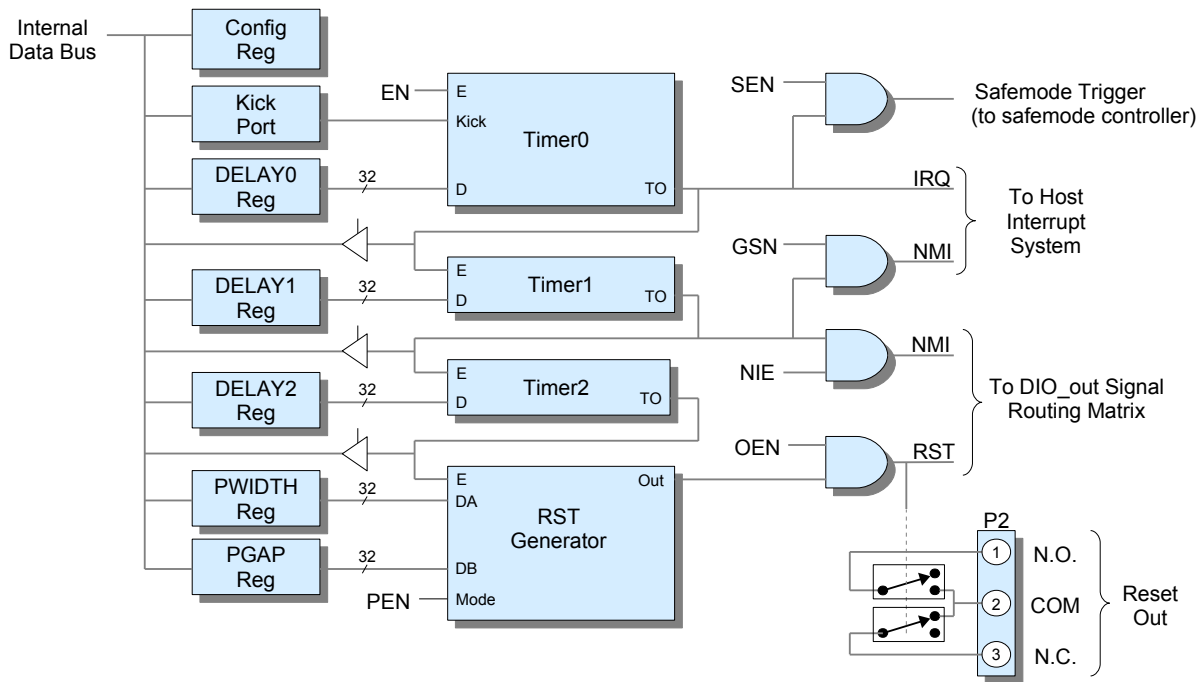 Internal
Data Bus
Config
Reg
Kick
Port
DELAY0
Reg
32
EN
E
Kick
Timer0
D
TO
SEN
Safemode Trigger
(to safemode controller)
IRQ
GSN
NMI
To Host
Interrupt
System
DELAY1
Reg
32
E
D
Timer1
TO
NIE
NMI
DELAY2
Reg
32
E
D
Timer2
TO
OEN
RST
To DIO_out Signal
Routing Matrix
PWIDTH
Reg
32
PGAP
Reg
32
PEN
E
DA
RST
Generator
Out
DB
Mode
P2
1
N.O.
2
COM
3
N.C.
Reset
Out